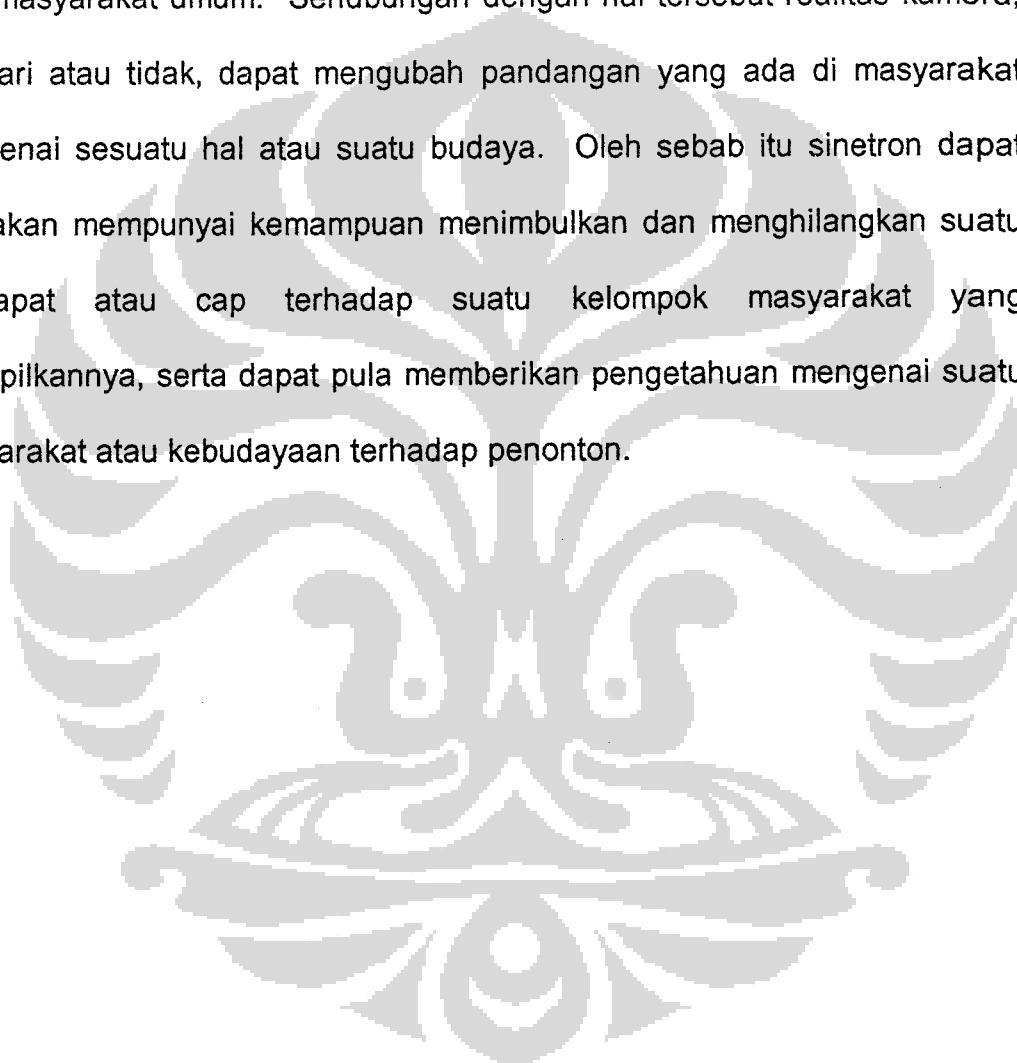 masyarakat umum. Sehubungan dengan hal tersebut realitas kamera,
ari atau tidak, dapat mengubah pandangan yang ada di masyarakat
enai sesuatu hal atau suatu budaya. Oleh sebab itu sinetron dapat
akan mempunyai kemampuan menimbulkan dan menghilangkan suatu
apat atau cap terhadap suatu kelompok masyarakat yang
pilkannya, serta dapat pula memberikan pengetahuan mengenai suatu
arakat atau kebudayaan terhadap penonton.